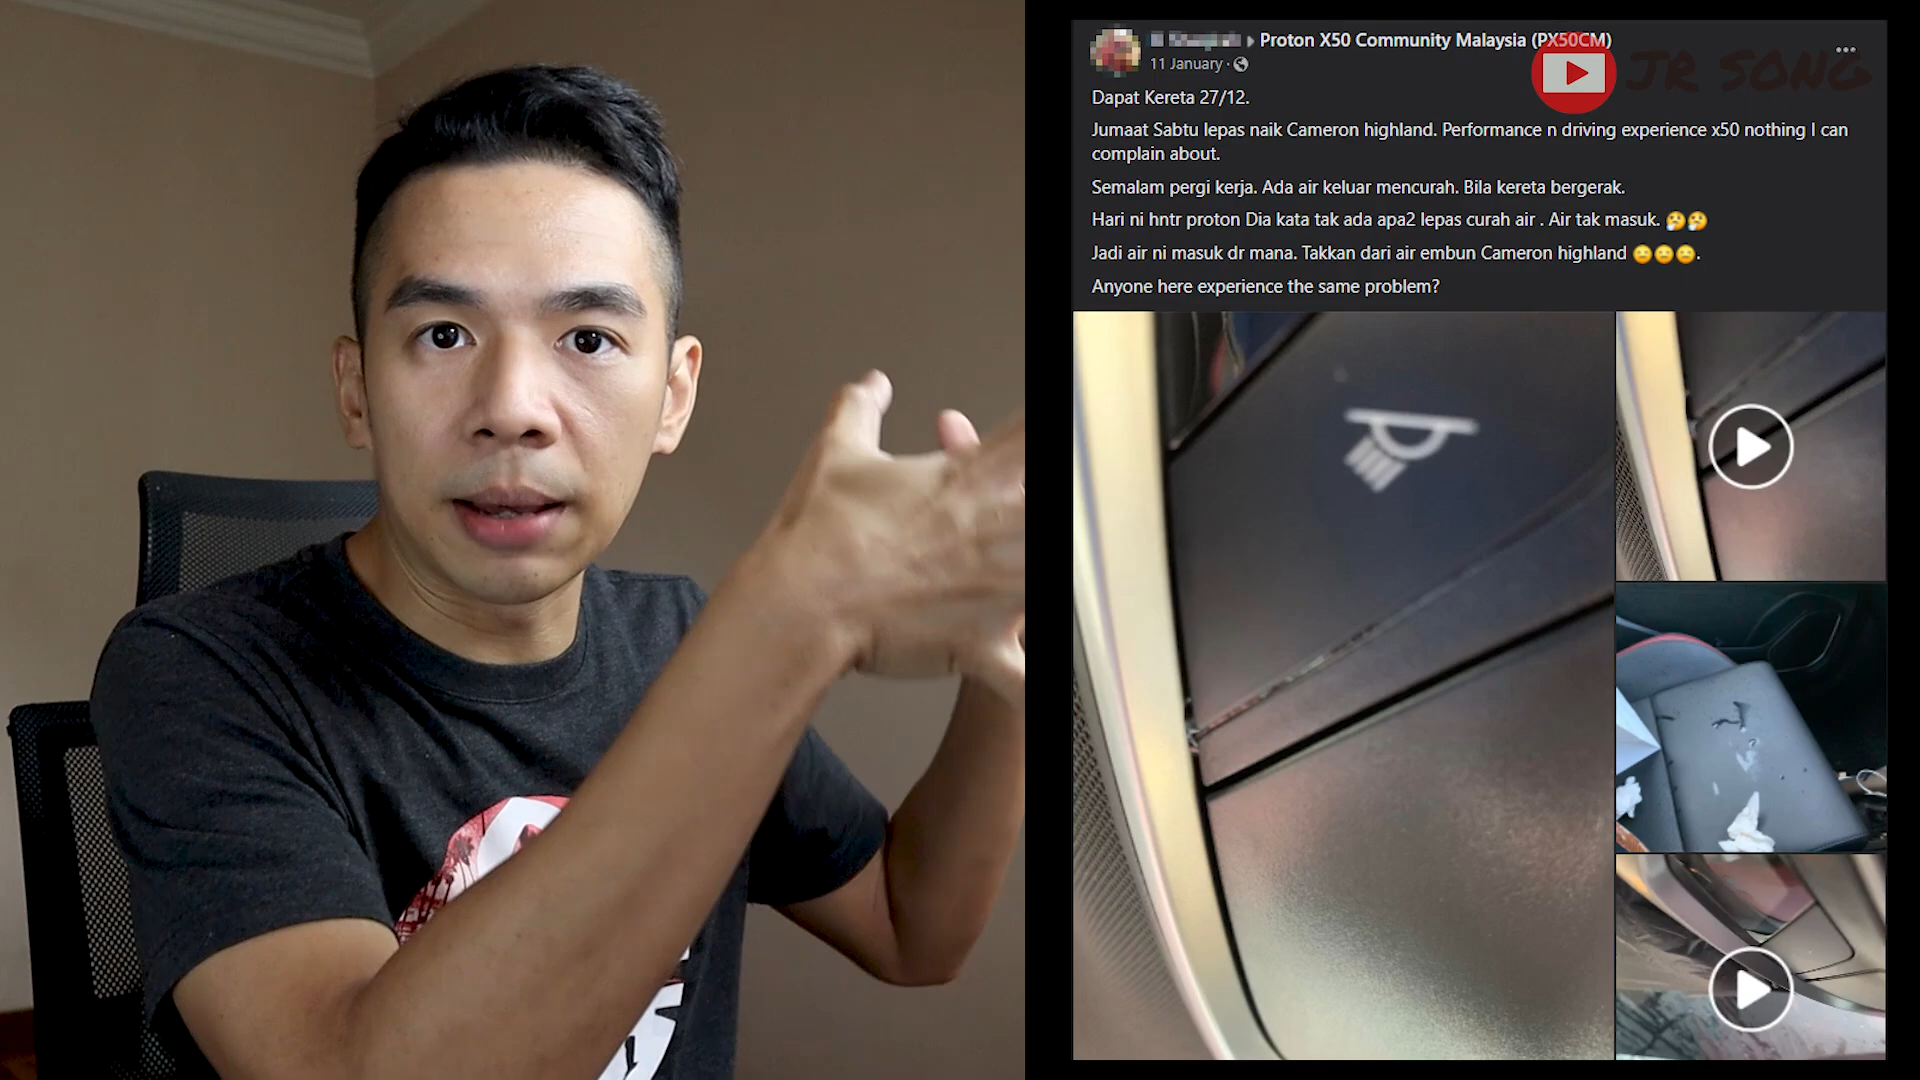 Proton X50 Community Malaysia (PX50CM)
11 January ·
JR SONG
Dapat Kereta 27/12.
Jumaat Sabtu lepas naik Cameron highland. Performance n driving experience x50 nothing I can
complain about.
Semalam pergi kerja. Ada air keluar mencurah. Bila kereta bergerak.
Hari ni hntr proton Dia kata tak ada apa2 lepas curah air . Air tak masuk. 🤧🤧
Jadi air ni masuk dr mana. Takkan dari air embun Cameron highland 😑😑😑.
Anyone here experience the same problem?